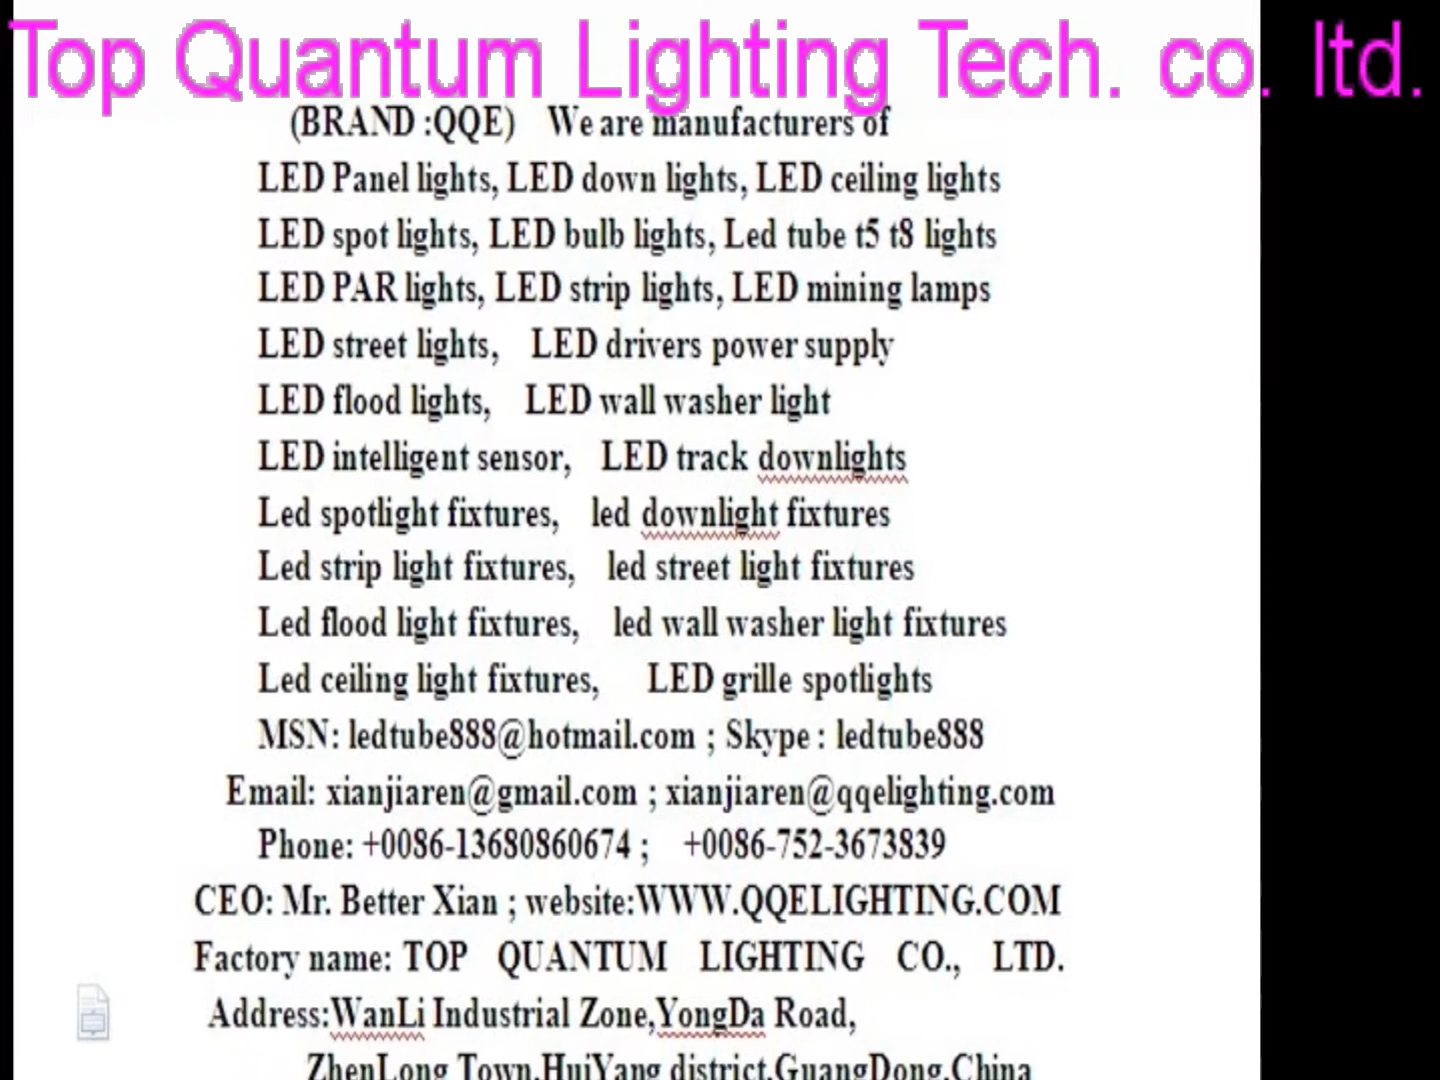 Top Quantum Lighting Tech. co. ltd.
(BRAND :QQE) We are manufacturers of
LED Panel lights, LED down lights, LED ceiling lights
LED spot lights, LED bulb lights, Led tube t5 t8 lights
LED PAR lights, LED strip lights, LED mining lamps
LED street lights, LED drivers power supply
LED flood lights, LED wall washer light
LED intelligent sensor, LED track downlights
Led spotlight fixtures, led downlight fixtures
Led strip light fixtures, led street light fixtures
Led flood light fixtures, led wall washer light fixtures
Led ceiling light fixtures, LED grille spotlights
MSN: ledtube888@hotmail.com ; Skype : ledtube888
Email: xianjiaren@gmail.com ; xianjiaren@qqelighting.com
Phone: +0086-13680860674 ; +0086-752-3673839
CEO: Mr. Better Xian ; website:WWW.QQELIGHTING.COM
Factory name: TOP QUANTUM LIGHTING CO., LTD.
Address:WanLi Industrial Zone,YongDa Road,
ZhenLong Town,HuiYang district,GuangDong,China